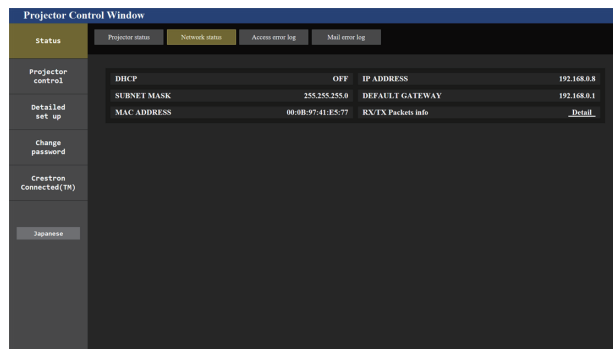 Projector Control Window
Status
Projector status
Network status
Access error log
Mail error log
Projector
control
Detailed
set up
Change
password
Crestron
Connected(TM)
Japanese
DHCP OFF IP ADDRESS 192.168.0.8
SUBNET MASK 255.255.255.0 DEFAULT GATEWAY 192.168.0.1
MAC ADDRESS 00:0B:97:41:E5:77 RX/TX Packets info Detail